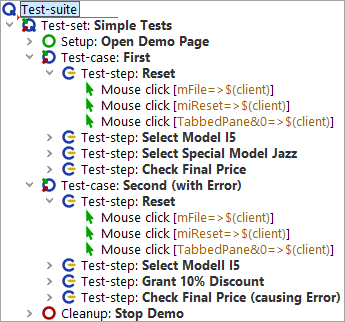 Test-suite
Test-set: Simple Tests
Setup: Open Demo Page
Test-case: First
Test-step: Reset
Mouse click [mFile=>$(client)]
Mouse click [miReset=>$(client)]
Mouse click [TabbedPane&0=>$(client)]
Test-step: Select Model I5
Test-step: Select Special Model Jazz
Test-step: Check Final Price
Test-case: Second (with Error)
Test-step: Reset
Mouse click [mFile=>$(client)]
Mouse click [miReset=>$(client)]
Mouse click [TabbedPane&0=>$(client)]
Test-step: Select Modell I5
Test-step: Grant 10% Discount
Test-step: Check Final Price (causing Error)
Cleanup: Stop Demo